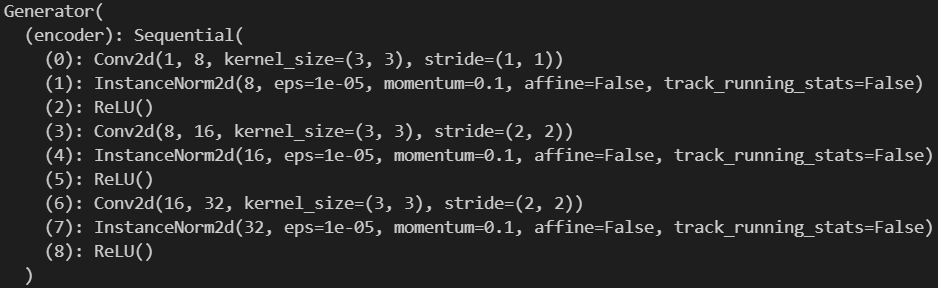 Generator(
(encoder): Sequential(
(0): Conv2d(1, 8, kernel_size=(3, 3), stride=(1, 1))
(1): InstanceNorm2d(8, eps=1e-05, momentum=0.1, affine=False, track_running_stats=False)
(2): ReLU()
(3): Conv2d(8, 16, kernel_size=(3, 3), stride=(2, 2))
(4): InstanceNorm2d(16, eps=1e-05, momentum=0.1, affine=False, track_running_stats=False)
(5): ReLU()
(6): Conv2d(16, 32, kernel_size=(3, 3), stride=(2, 2))
(7): InstanceNorm2d(32, eps=1e-05, momentum=0.1, affine=False, track_running_stats=False)
(8): ReLU()
)